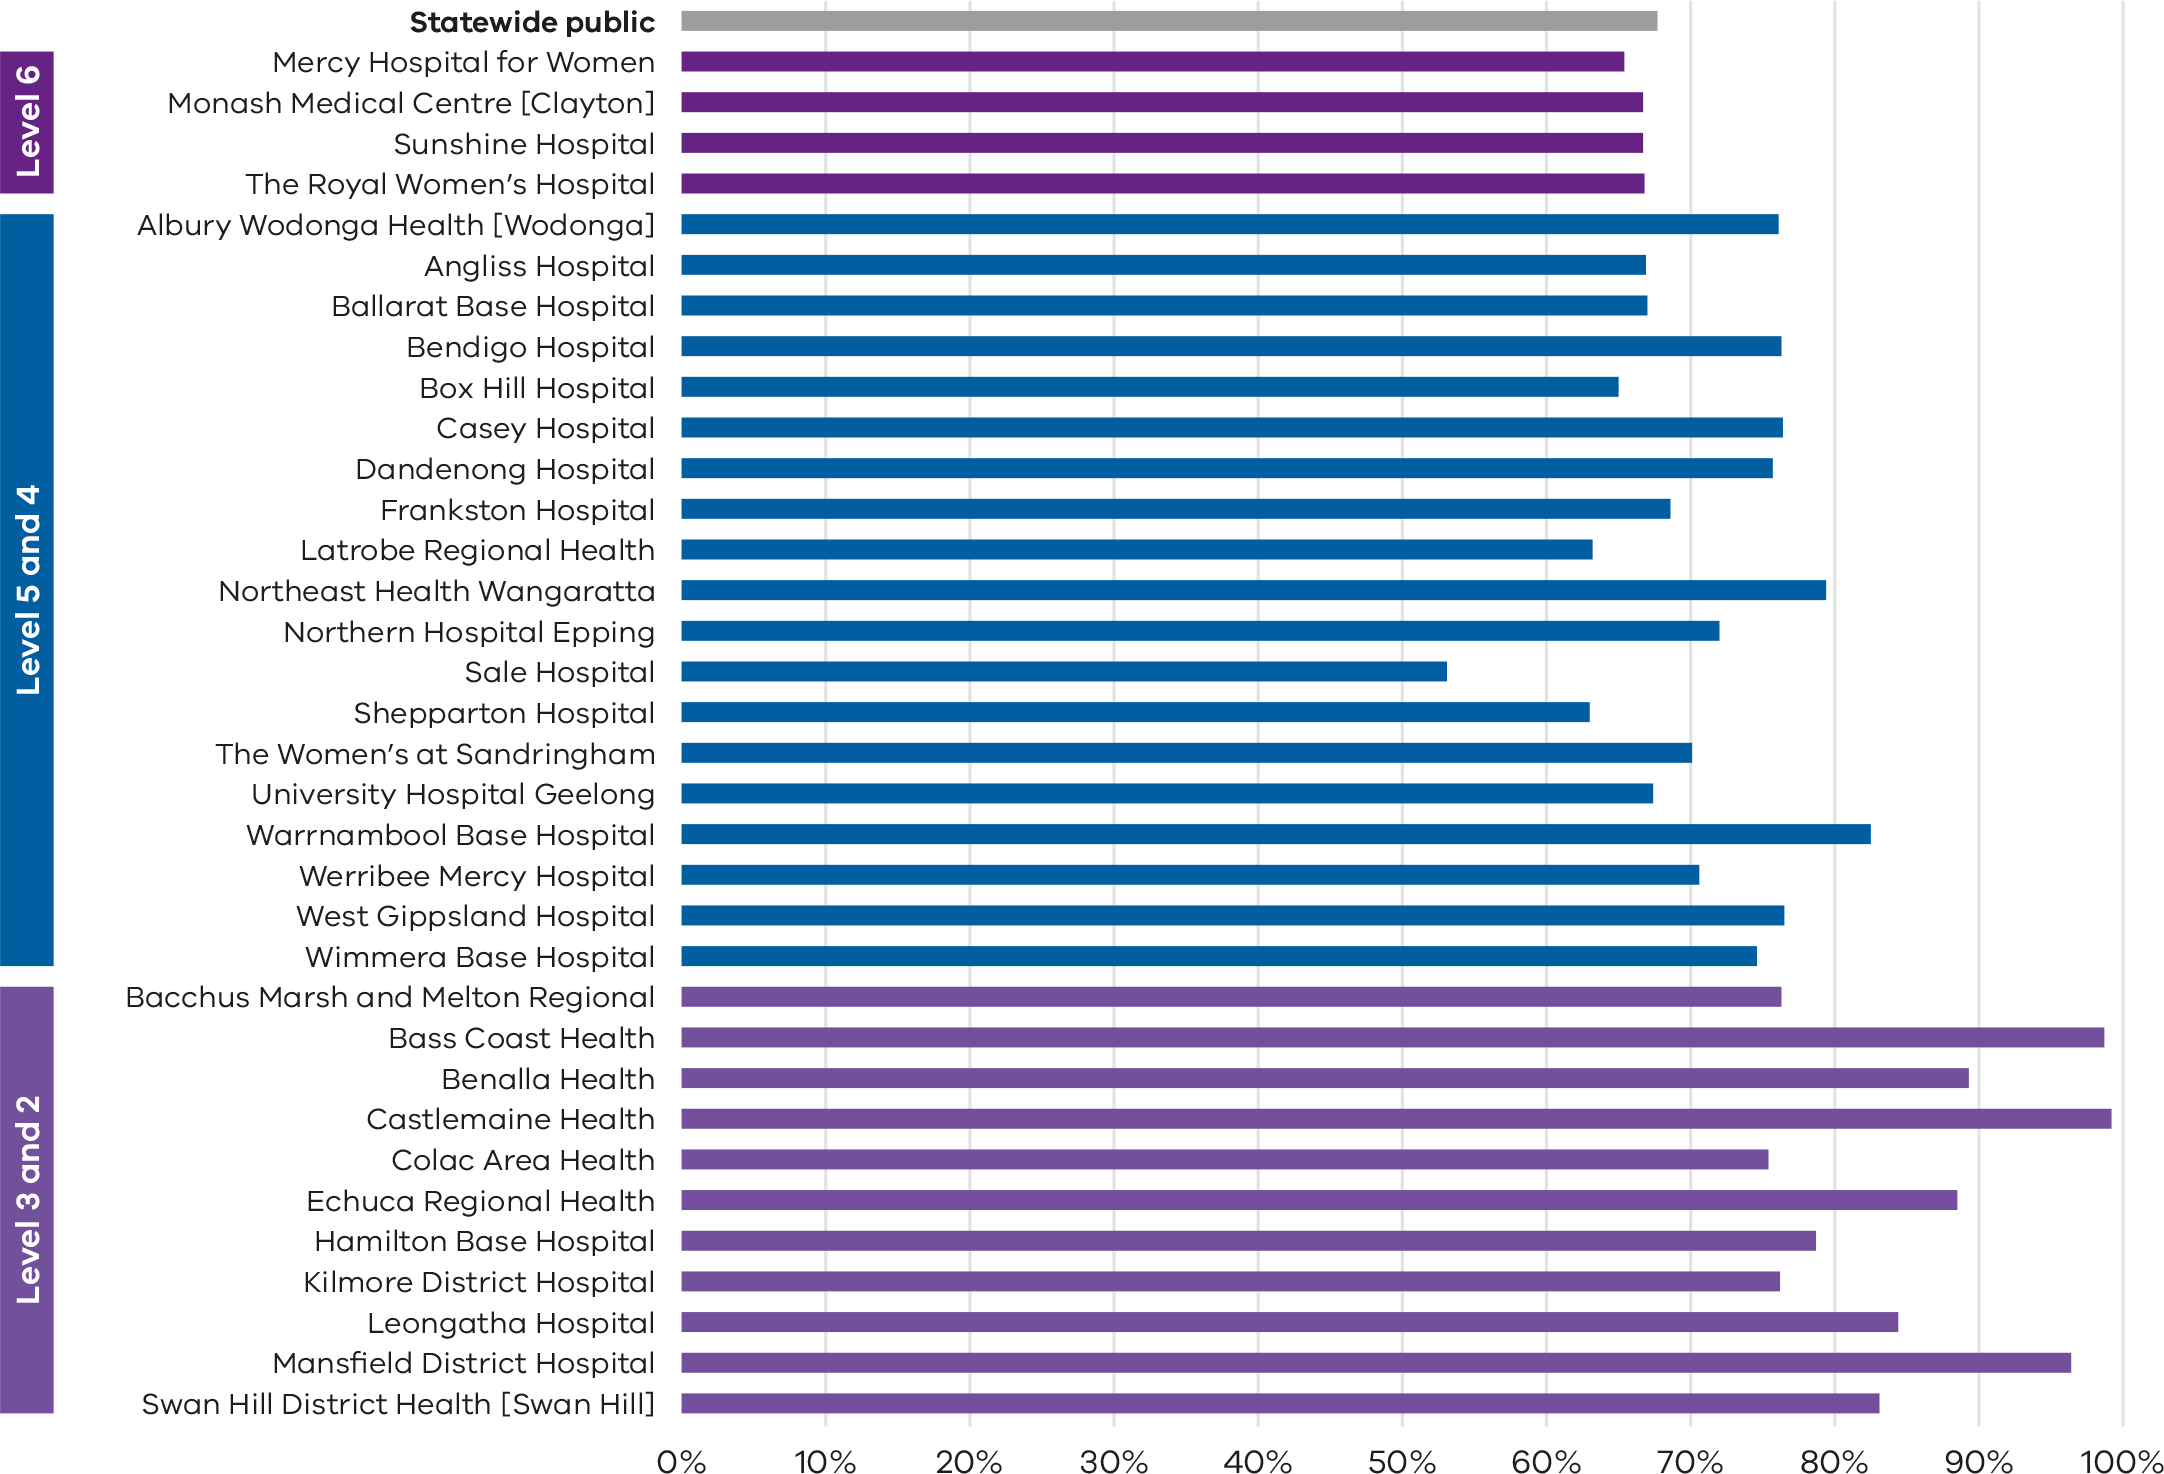 Statewide public
Level 6
Mercy Hospital for Women
Monash Medical Centre [Clayton]
Sunshine Hospital
The Royal Women’s Hospital
Level 5 and 4
Albury Wodonga Health [Wodonga]
Angliss Hospital
Ballarat Base Hospital
Bendigo Hospital
Box Hill Hospital
Casey Hospital
Dandenong Hospital
Frankston Hospital
Latrobe Regional Health
Northeast Health Wangaratta
Northern Hospital Epping
Sale Hospital
Shepparton Hospital
The Women’s at Sandringham
University Hospital Geelong
Warrnambool Base Hospital
Werribee Mercy Hospital
West Gippsland Hospital
Wimmera Base Hospital
Level 3 and 2
Bacchus Marsh and Melton Regional
Bass Coast Health
Benalla Health
Castlemaine Health
Colac Area Health
Echuca Regional Health
Hamilton Base Hospital
Kilmore District Hospital
Leongatha Hospital
Mansfield District Hospital
Swan Hill District Health [Swan Hill]
0% 10% 20% 30% 40% 50% 60% 70% 80% 90% 100%